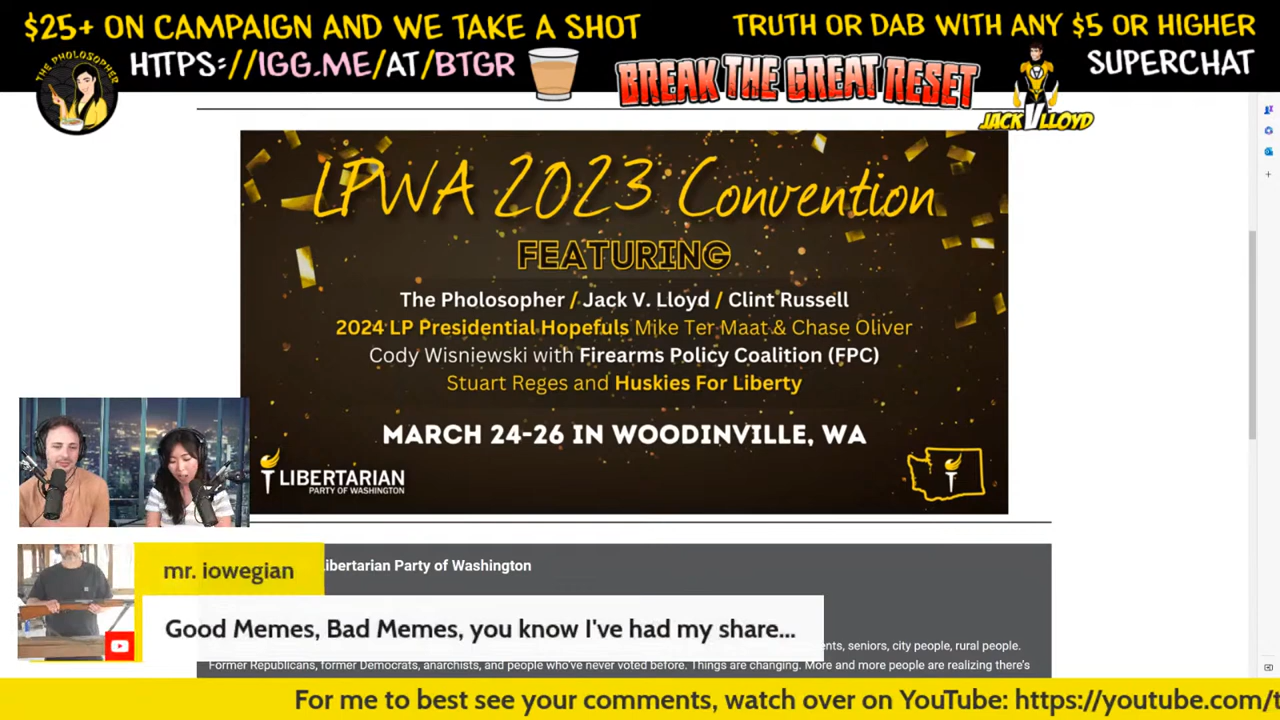 $25+ ON CAMPAIGN AND WE TAKE A SHOT
HTTPS://IGG.ME/AT/BTGR
TRUTH OR DAB WITH ANY $5 OR HIGHER
SUPERCHAT
THE PHOLOSOPHER
BREAK THE GREAT RESET
JACK V LLOYD
LPWA 2023 Convention
FEATURING
The Pholosopher / Jack V. Lloyd / Clint Russell
2024 LP Presidential Hopefuls Mike Ter Maat & Chase Oliver
Cody Wisniewski with Firearms Policy Coalition (FPC)
Stuart Reges and Huskies For Liberty
MARCH 24-26 IN WOODINVILLE, WA
LIBERTARIAN
PARTY OF WASHINGTON
mr. iowegian
ibertarian Party of Washington
Good Memes, Bad Memes, you know I've had my share...
nts, seniors, city people, rural people.
Former Republicans, former Democrats, anarchists, and people who've never voted before. Things are changing. More and more people are realizing there's
For me to best see your comments, watch over on YouTube: https://youtube.com/t